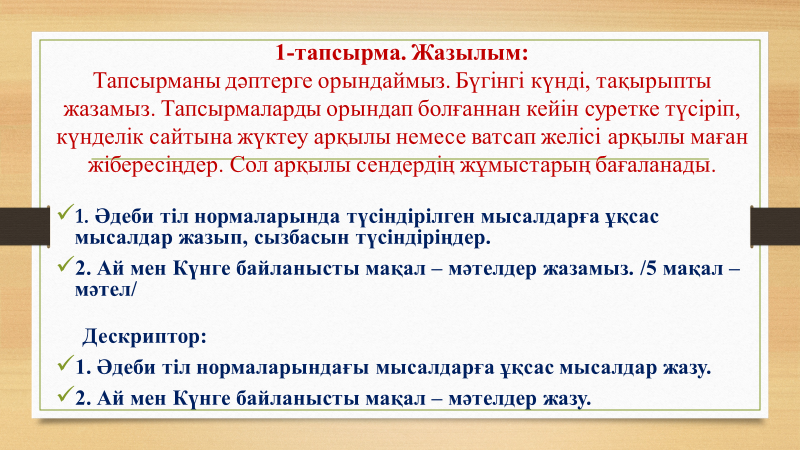 1-тапсырма. Жазылым:
Тапсырманы дәптерге орындаймыз. Бүгінгі күнді, тақырыпты
жазамыз. Тапсырмаларды орындап болғаннан кейін суретке түсіріп,
күнделік сайтына жүктеу арқылы немесе ватсап желісі арқылы маған
жібересіңдер. Сол арқылы сендердің жұмыстарың бағаланады.
1. Әдеби тіл нормаларында түсіндірілген мысалдарға ұқсас
мысалдар жазып, сызбасын түсіндіріңдер.
2. Ай мен Күнге байланысты мақал – мәтелдер жазамыз. /5 мақал –
мәтел/
Дескриптор:
1. Әдеби тіл нормаларындағы мысалдарға ұқсас мысалдар жазу.
2. Ай мен Күнге байланысты мақал – мәтелдер жазу.